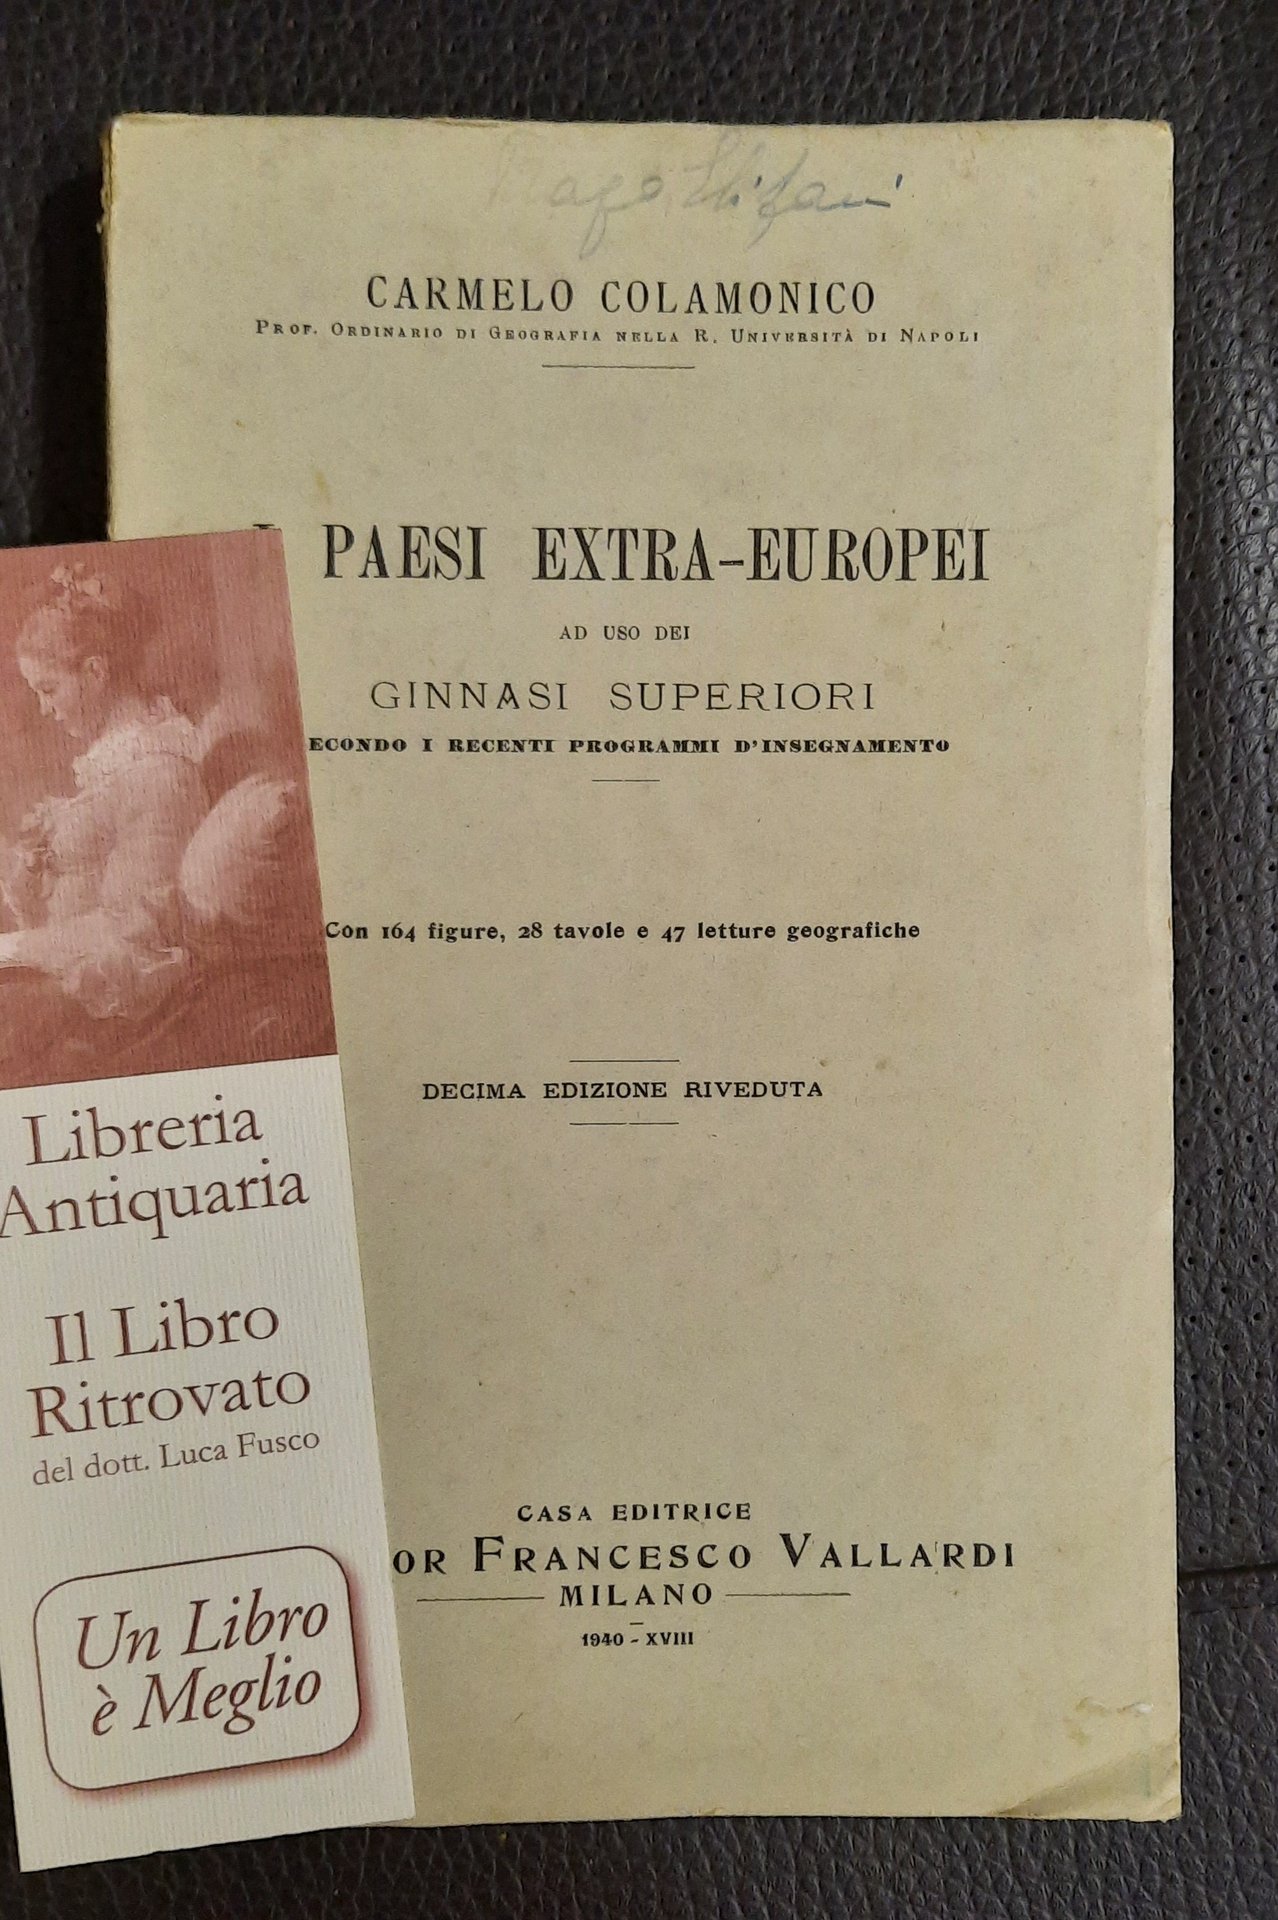 CARMELO COLAMONICO
PROF. ORDINARIO DI GEOGRAFIA NELLA R. UNIVERSITÀ DI NAPOLI
PAESI EXTRA-EUROPEI
AD USO DEI
GINNASI SUPERIORI
ECONDO I RECENTI PROGRAMMI D'INSEGNAMENTO
Con 164 figure, 28 tavole e 47 letture geografiche
DECIMA EDIZIONE RIVEDUTA
CASA EDITRICE
OR FRANCESCO VALLARDI
MILANO
1940 - XVIII
Libreria
Antiquaria
Il Libro
Ritrovato
del dott. Luca Fusco
Un Libro
è Meglio